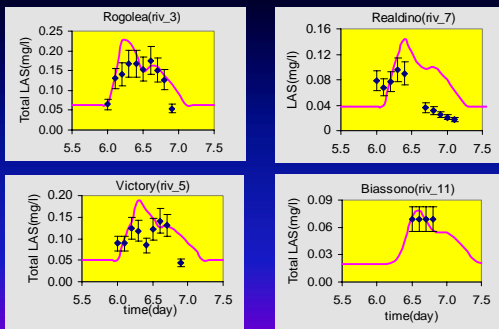 Rogolea(riv_3)
Total LAS(mg/l)
0.25
0.20
0.15
0.10
0.05
0.00
5.5 6.0 6.5 7.0 7.5
Realdino(riv_7)
LAS(mg/l)
0.16
0.12
0.08
0.04
0
5.5 6.0 6.5 7.0 7.5
Victory(riv_5)
Total LAS(mg/l)
0.20
0.15
0.10
0.05
0.00
5.5 6.0 6.5 7.0 7.5
time(day)
Biassono(riv_11)
Total LAS(mg/l)
0.09
0.06
0.03
0.00
5.5 6.0 6.5 7.0 7.5
time(day)